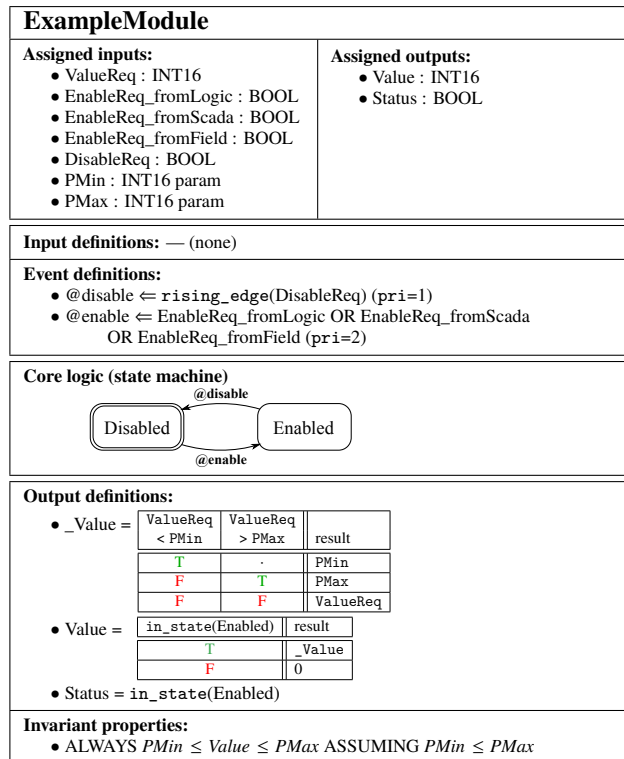 ExampleModule
Assigned inputs:
• ValueReq : INT16
• EnableReq_fromLogic : BOOL
• EnableReq_fromScada : BOOL
• EnableReq_fromField : BOOL
• DisableReq : BOOL
• PMin : INT16 param
• PMax : INT16 param
Assigned outputs:
• Value : INT16
• Status : BOOL
Input definitions: — (none)
Event definitions:
• @disable ⇐ rising_edge(DisableReq) (pri=1)
• @enable ⇐ EnableReq_fromLogic OR EnableReq_fromScada
OR EnableReq_fromField (pri=2)
Core logic (state machine)
@disable
Disabled Enabled
@enable
Output definitions:
• _Value =
ValueReq ValueReq
< PMin > PMax result
T · PMin
F T PMax
F F ValueReq
• Value = in_state(Enabled) result
T _Value
F 0
• Status = in_state(Enabled)
Invariant properties:
• ALWAYS PMin ≤ Value ≤ PMax ASSUMING PMin ≤ PMax